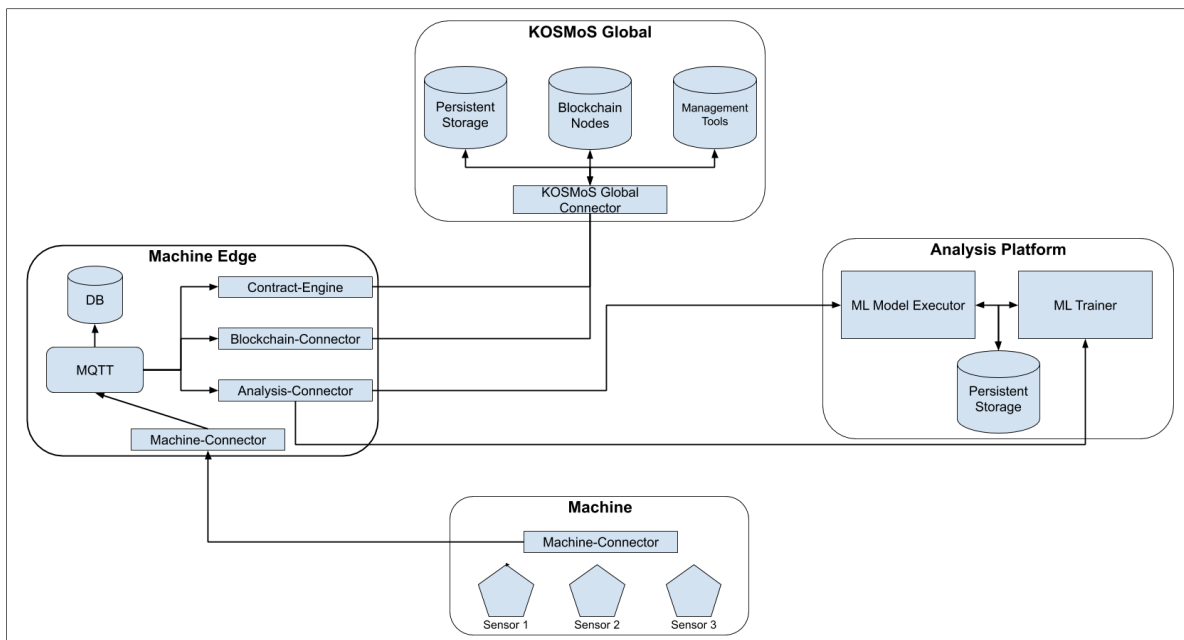 KOSMoS Global
Persistent
Storage
Blockchain
Nodes
Management
Tools
KOSMoS Global
Connector
Machine Edge
DB
MQTT
Contract-Engine
Blockchain-Connector
Analysis-Connector
Machine-Connector
Analysis Platform
ML Model Executor
ML Trainer
Persistent
Storage
Machine
Machine-Connector
Sensor 1
Sensor 2
Sensor 3